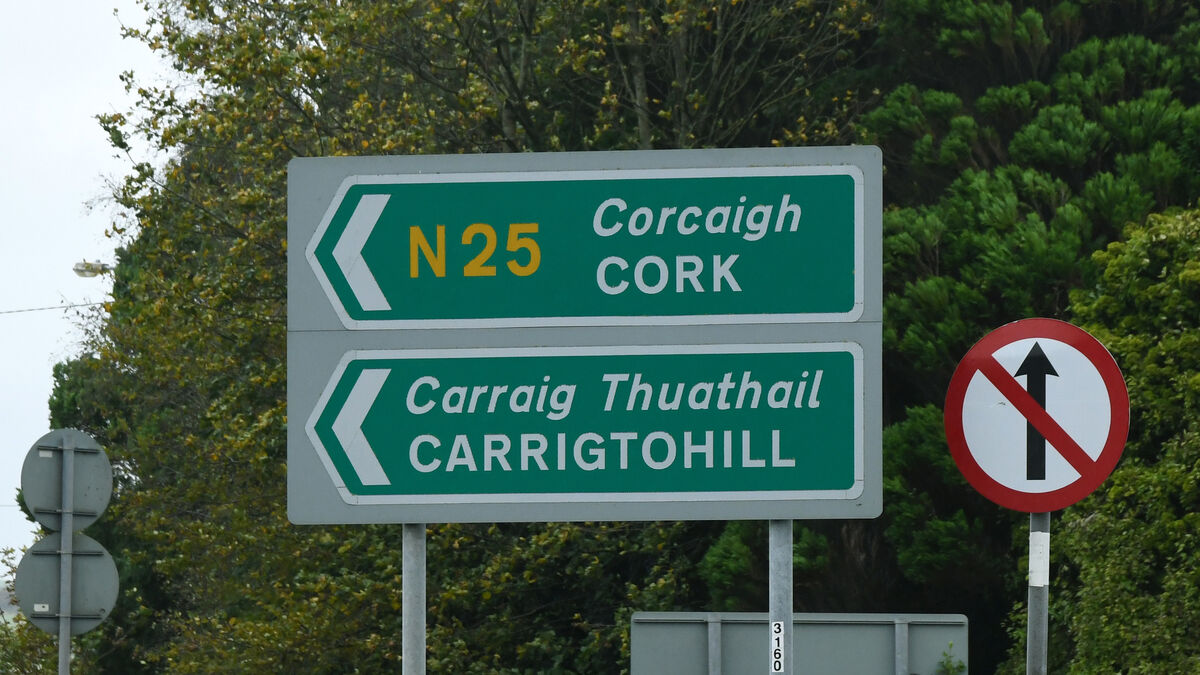 N25
Corcaigh
CORK
Carraig Thuathail
CARRIGTOHILL
3160